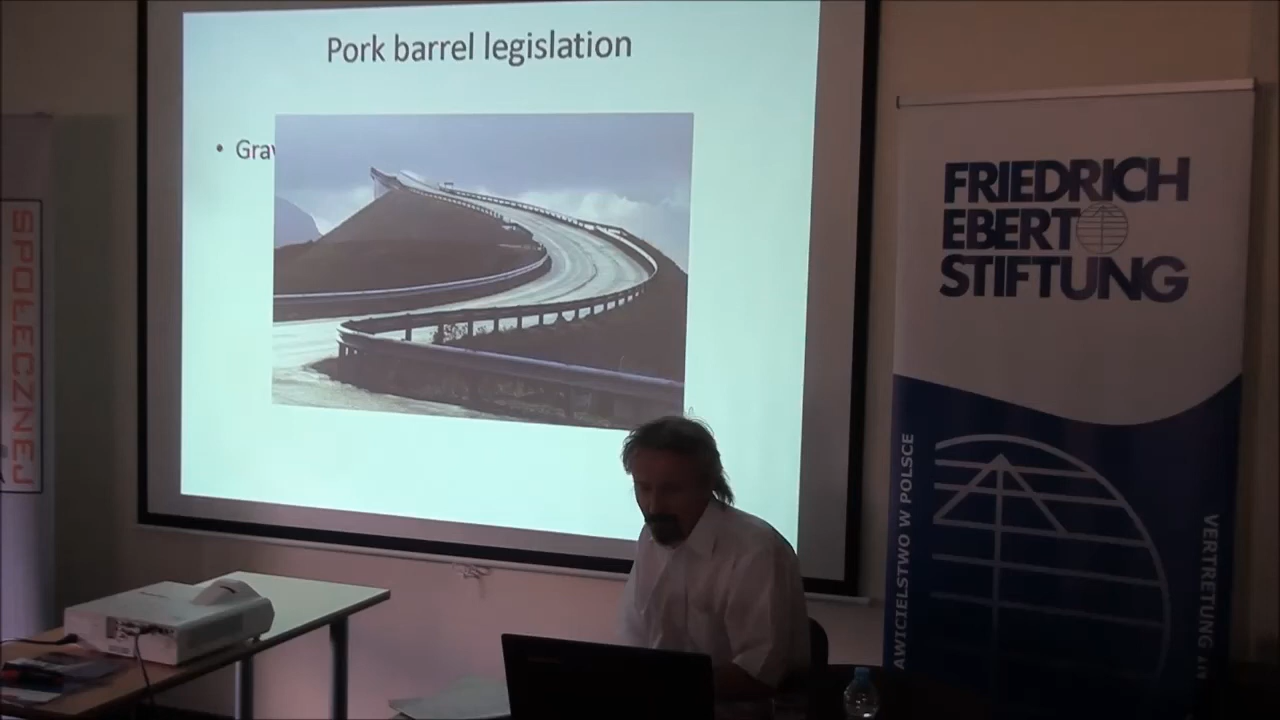 Pork barrel legislation
• Grav
SPOŁECZNEJ
FRIEDRICH
EBERT
STIFTUNG
AWICIELSTWO W POLSCE
VERTRETUNG